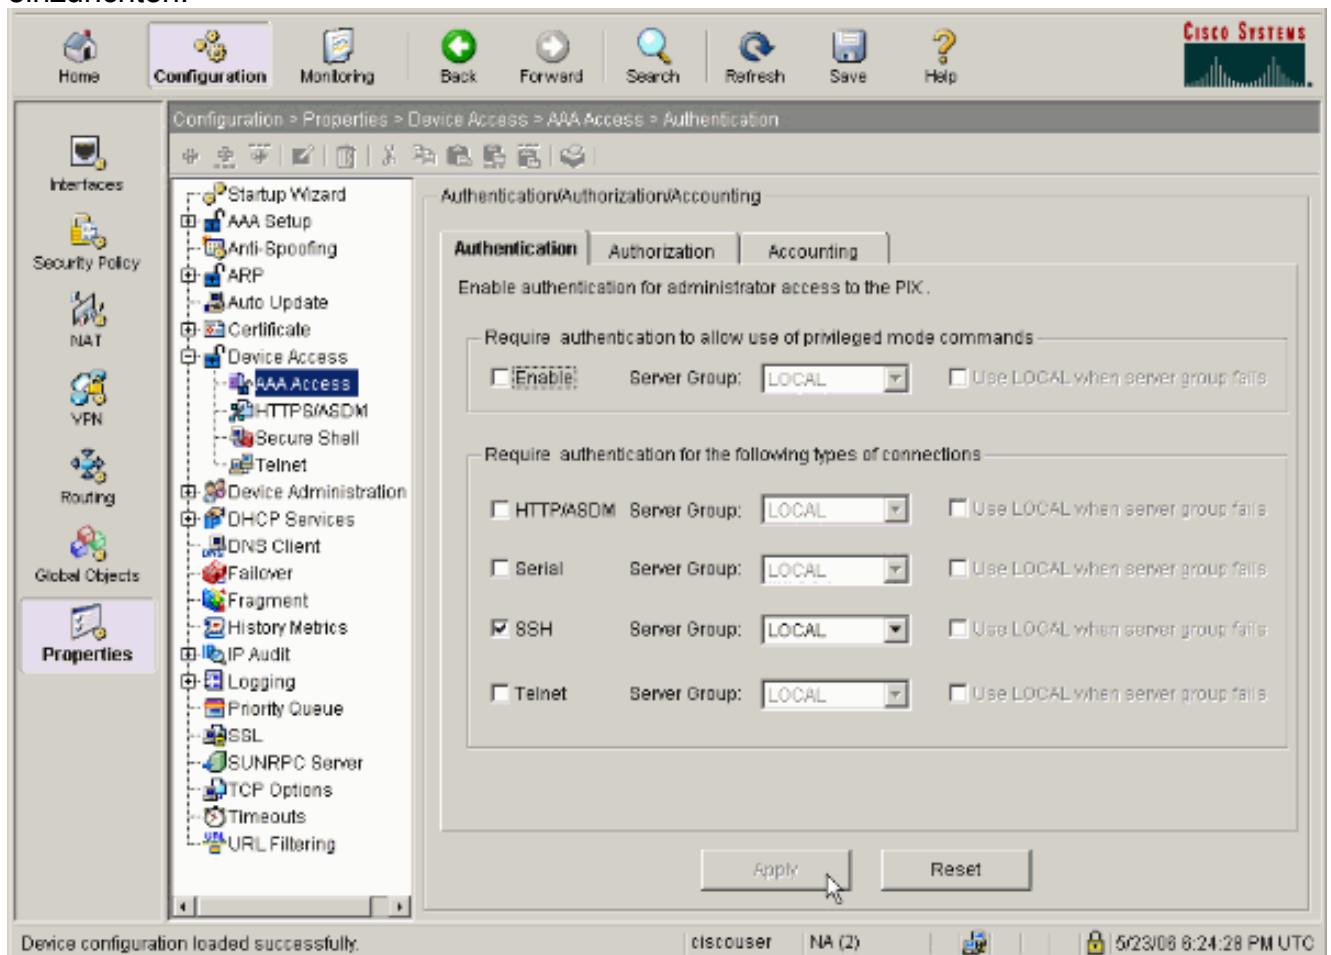 einzurichten.
CISCO SYSTEMS
Home
Configuration
Monitoring
Back
Forward
Search
Refresh
Save
Help
Configuration > Properties > Device Access > AAA Access > Authentication
Interfaces
Security Policy
NAT
VPN
Routing
Global Objects
Properties
Startup Wizard
AAA Setup
Anti-Spoofing
ARP
Auto Update
Certificate
Device Access
AAA Access
HTTPS/ASDM
Secure Shell
Telnet
Device Administration
DHCP Services
DNS Client
Failover
Fragment
History Metrics
IP Audit
Logging
Priority Queue
SSL
SUNRPC Server
TCP Options
Timeouts
URL Filtering
Authentication/Authorization/Accounting
Authentication
Authorization
Accounting
Enable authentication for administrator access to the PIX.
Require authentication to allow use of privileged mode commands
Enable Server Group: LOCAL Use LOCAL when server group fails
Require authentication for the following types of connections
HTTP/ASDM Server Group: LOCAL Use LOCAL when server group fails
Serial Server Group: LOCAL Use LOCAL when server group fails
SSH Server Group: LOCAL Use LOCAL when server group fails
Telnet Server Group: LOCAL Use LOCAL when server group fails
Apply
Reset
Device configuration loaded successfully.
ciscouser
NA (2)
5/23/06 6:24:28 PM UTC